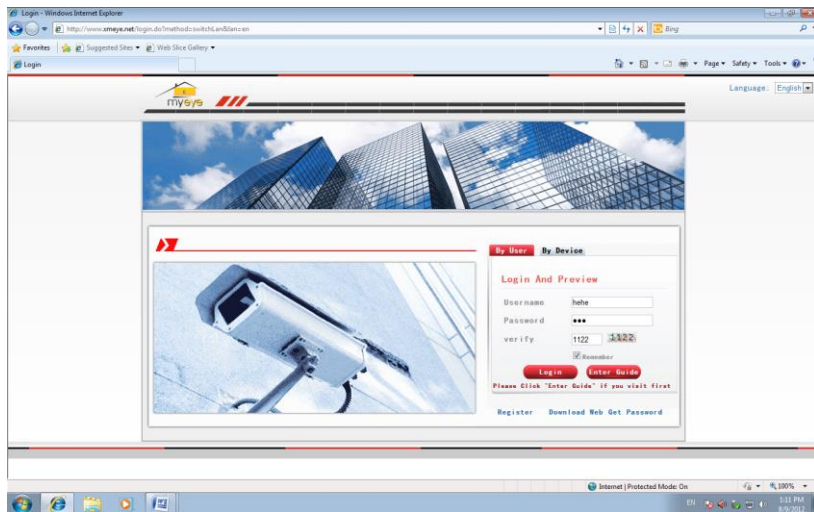 Login - Windows Internet Explorer
http://www.xmeye.net/login.do?method=switchLan&lan=en
Bing
Favorites Suggested Sites Web Slice Gallery
Login
Page Safety Tools
Language: English
myeye
By User By Device
Login And Preview
Username hehe
Password
verify 1122 1122
Remember
Login Enter Guide
Please Click "Enter Guide" if you visit first
Register Download Web Get Password
Internet | Protected Mode: On 100%
EN 5:11 PM
8/9/2012